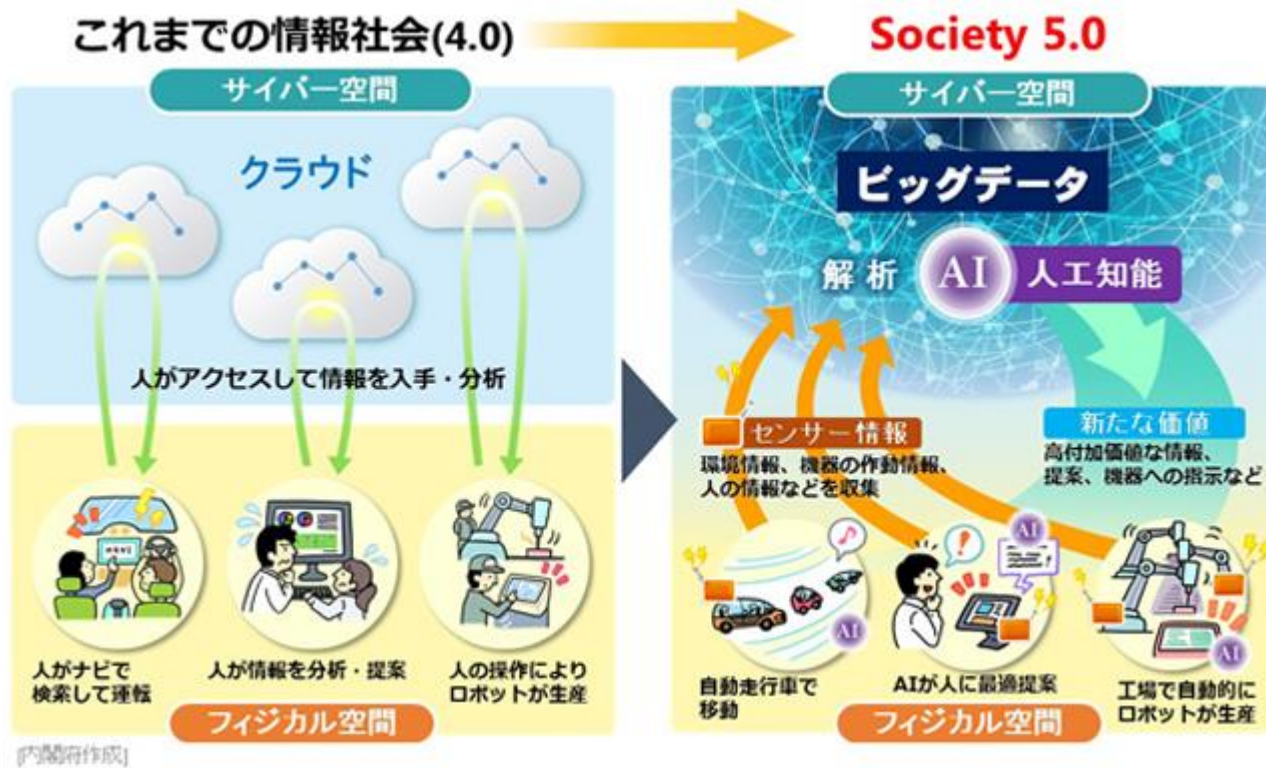 これまでの情報社会(4.0)
Society 5.0
サイバー空間
クラウド
人がアクセスして情報を入手・分析
人がナビで
検索して運転
人が情報を分析・提案
人の操作により
ロボットが生産
フィジカル空間
サイバー空間
ビッグデータ
解析
AI
人工知能
センサー情報
環境情報、機器の作動情報、
人の情報などを収集
新たな価値
高付加価値な情報、
提案、機器への指示など
AI
AI
AI
自動走行車で
移動
AIが人に最適提案
工場で自動的に
ロボットが生産
フィジカル空間
[内閣府作成]